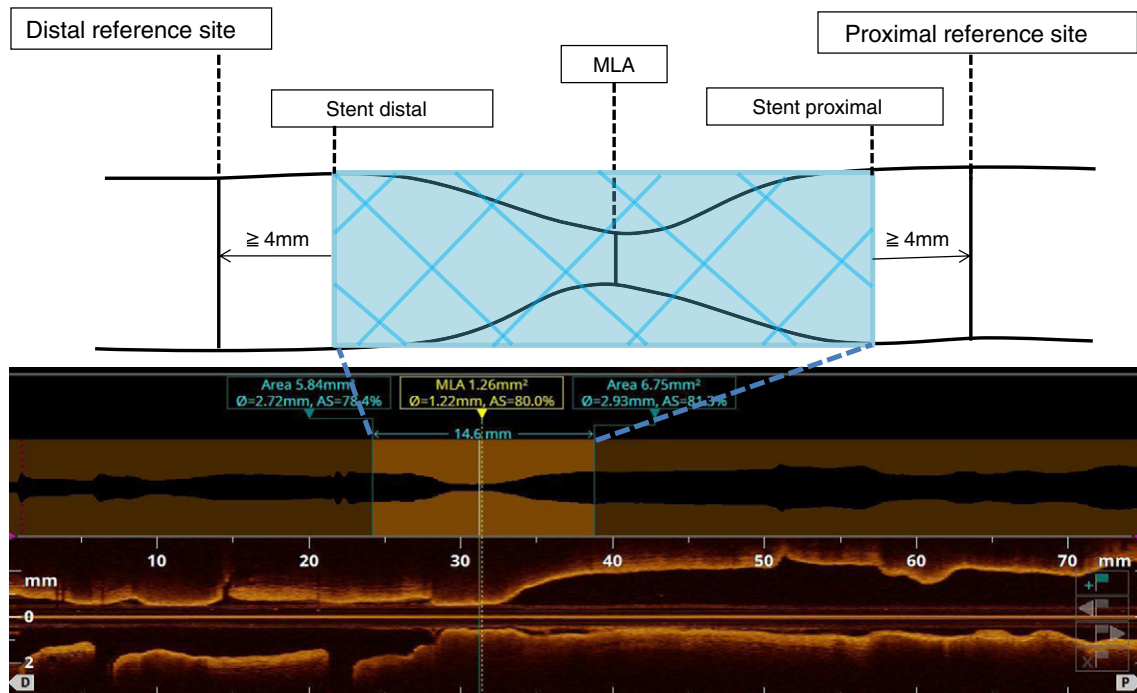 Distal reference site
Proximal reference site
MLA
Stent distal
Stent proximal
≧ 4mm
≧ 4mm
Area 5.84mm²
Ø=2.72mm, AS=78.4%
MLA 1.26mm²
Ø=1.22mm, AS=80.0%
Area 6.75mm²
Ø=2.93mm, AS=81.3%
14.6 mm
10 20 30 40 50 60 70 mm
mm
0
2
D
P